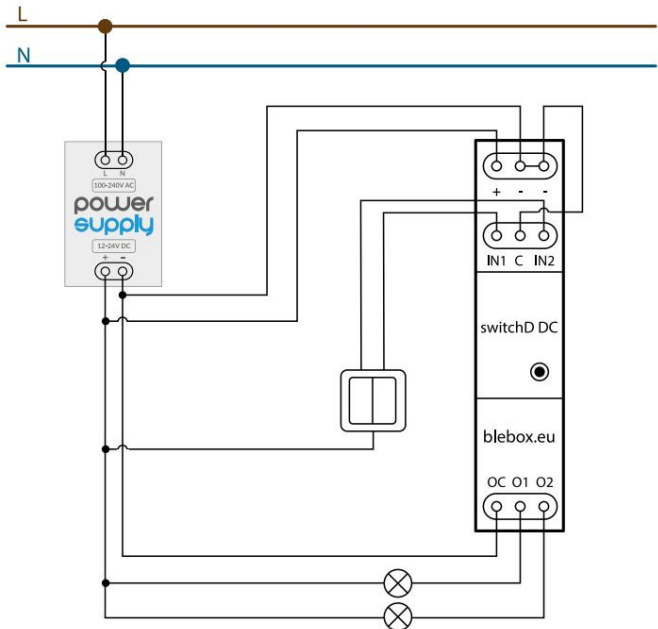 L
N
L N
100-240V AC
power
supply
12-24V DC
+ -
+ - -
IN1 C IN2
switchD DC
blebox.eu
OC O1 O2